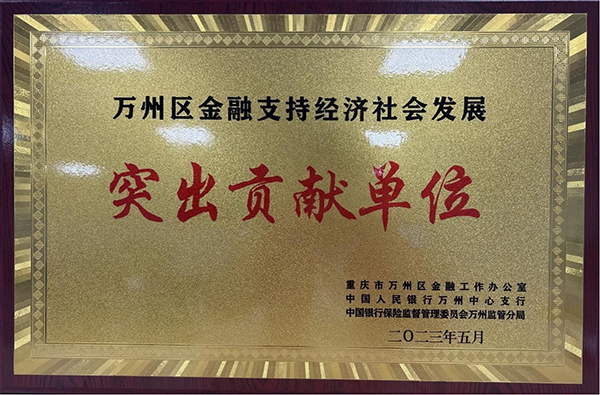 万州区金融支持经济社会发展
突出贡献单位
重庆市万州区金融工作办公室
中国人民银行万州中心支行
中国银行保险监督管理委员会万州监管分局
二〇二三年五月